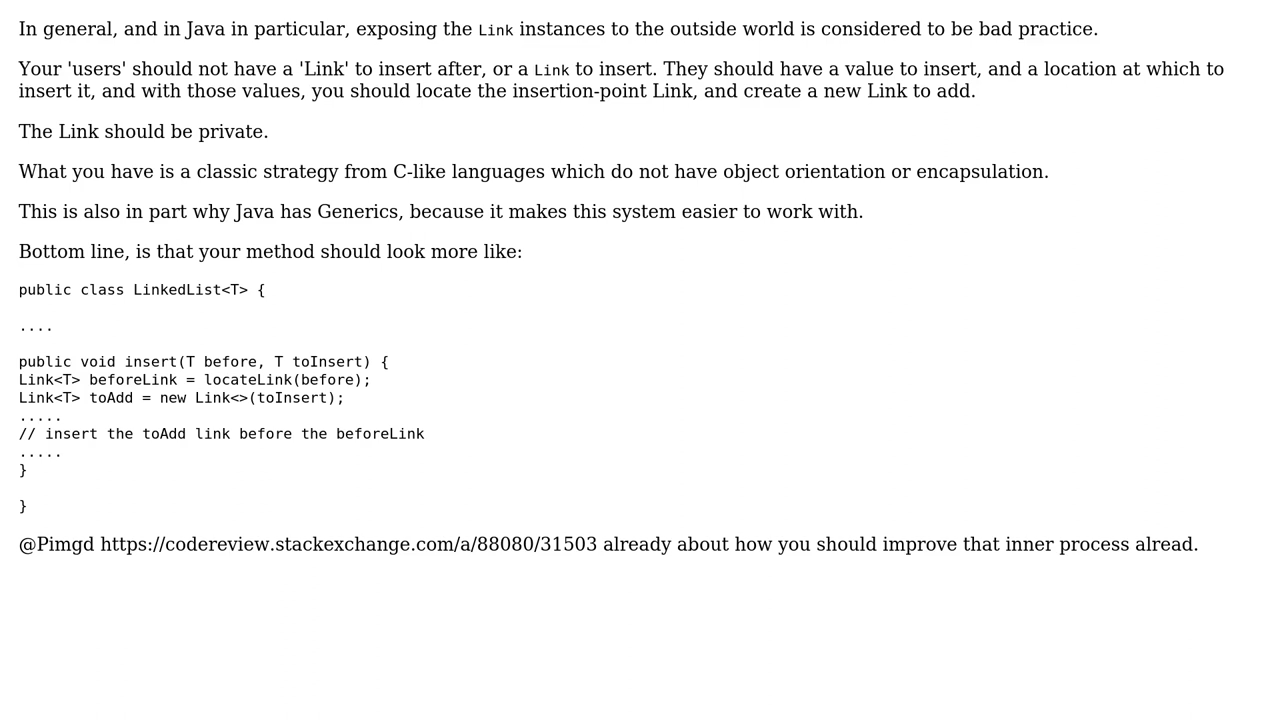 In general, and in Java in particular, exposing the Link instances to the outside world is considered to be bad practice.
Your 'users' should not have a 'Link' to insert after, or a Link to insert. They should have a value to insert, and a location at which to
insert it, and with those values, you should locate the insertion-point Link, and create a new Link to add.
The Link should be private.
What you have is a classic strategy from C-like languages which do not have object orientation or encapsulation.
This is also in part why Java has Generics, because it makes this system easier to work with.
Bottom line, is that your method should look more like:
public class LinkedList<T> {
....
public void insert(T before, T toInsert) {
Link<T> beforeLink = locateLink(before);
Link<T> toAdd = new Link<>(toInsert);
.....
// insert the toAdd link before the beforeLink
.....
}
}
@Pimgd https://codereview.stackexchange.com/a/88080/31503 already about how you should improve that inner process alread.